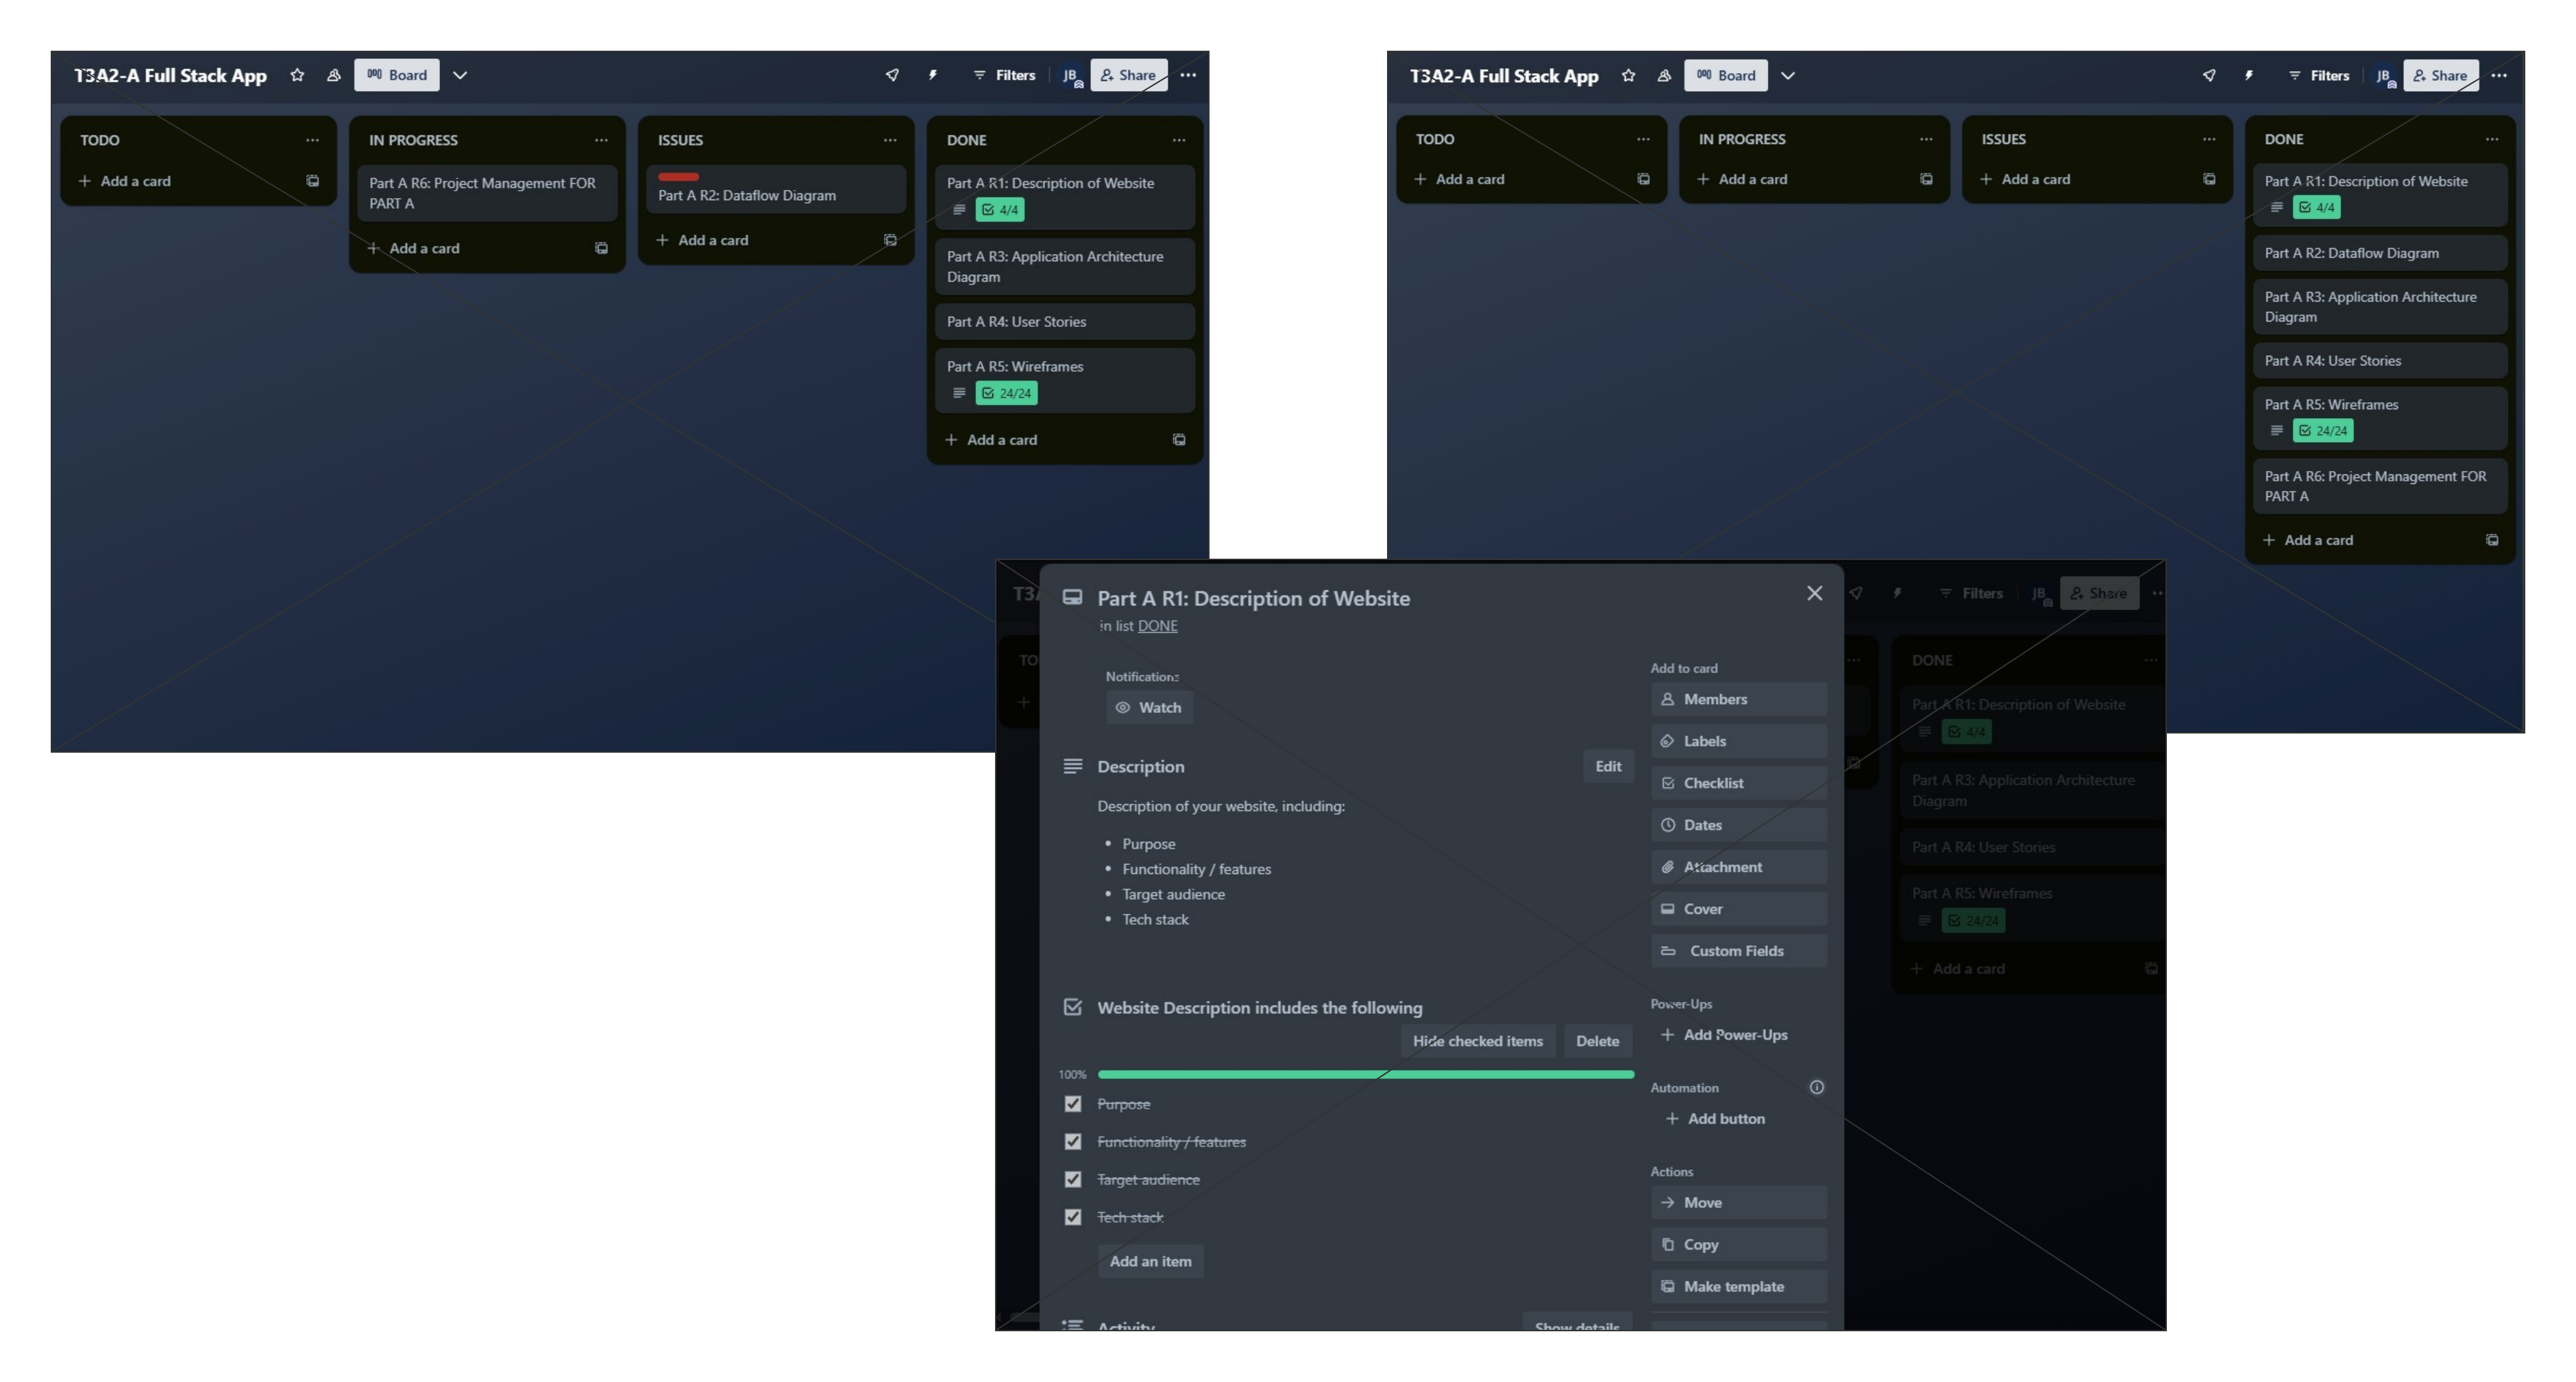 T3A2-A Full Stack App
Board
Filters
JB
Share
TODO
Add a card
IN PROGRESS
Part A R6: Project Management FOR
PART A
Add a card
ISSUES
Part A R2: Dataflow Diagram
Add a card
DONE
Part A R1: Description of Website
4/4
Part A R3: Application Architecture
Diagram
Part A R4: User Stories
Part A R5: Wireframes
24/24
Add a card
T3A2-A Full Stack App
Board
Filters
JB
Share
TODO
Add a card
IN PROGRESS
Add a card
ISSUES
Add a card
DONE
Part A R1: Description of Website
4/4
Part A R2: Dataflow Diagram
Part A R3: Application Architecture
Diagram
Part A R4: User Stories
Part A R5: Wireframes
24/24
Part A R6: Project Management FOR
PART A
Add a card
T3A
Part A R1: Description of Website
in list DONE
Notifications
Watch
Description
Edit
Description of your website, including:
• Purpose
• Functionality / features
• Target audience
• Tech stack
Website Description includes the following
Hide checked items
Delete
100%
Purpose
Functionality / features
Target audience
Tech stack
Add an item
Activity
Show details
Add to card
Members
Labels
Checklist
Dates
Attachment
Cover
Custom Fields
Power-Ups
Add Power-Ups
Automation
Add button
Actions
Move
Copy
Make template
Filters
JB
Share
TO
DONE
Part A R1: Description of Website
4/4
Part A R3: Application Architecture
Diagram
Part A R4: User Stories
Part A R5: Wireframes
24/24
Add a card